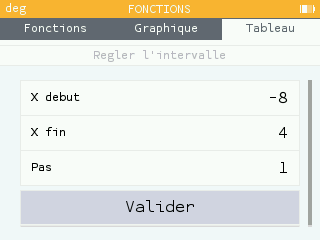 deg FONCTIONS
Fonctions Graphique Tableau
Regler l'intervalle
X debut -8
X fin 4
Pas 1
Valider